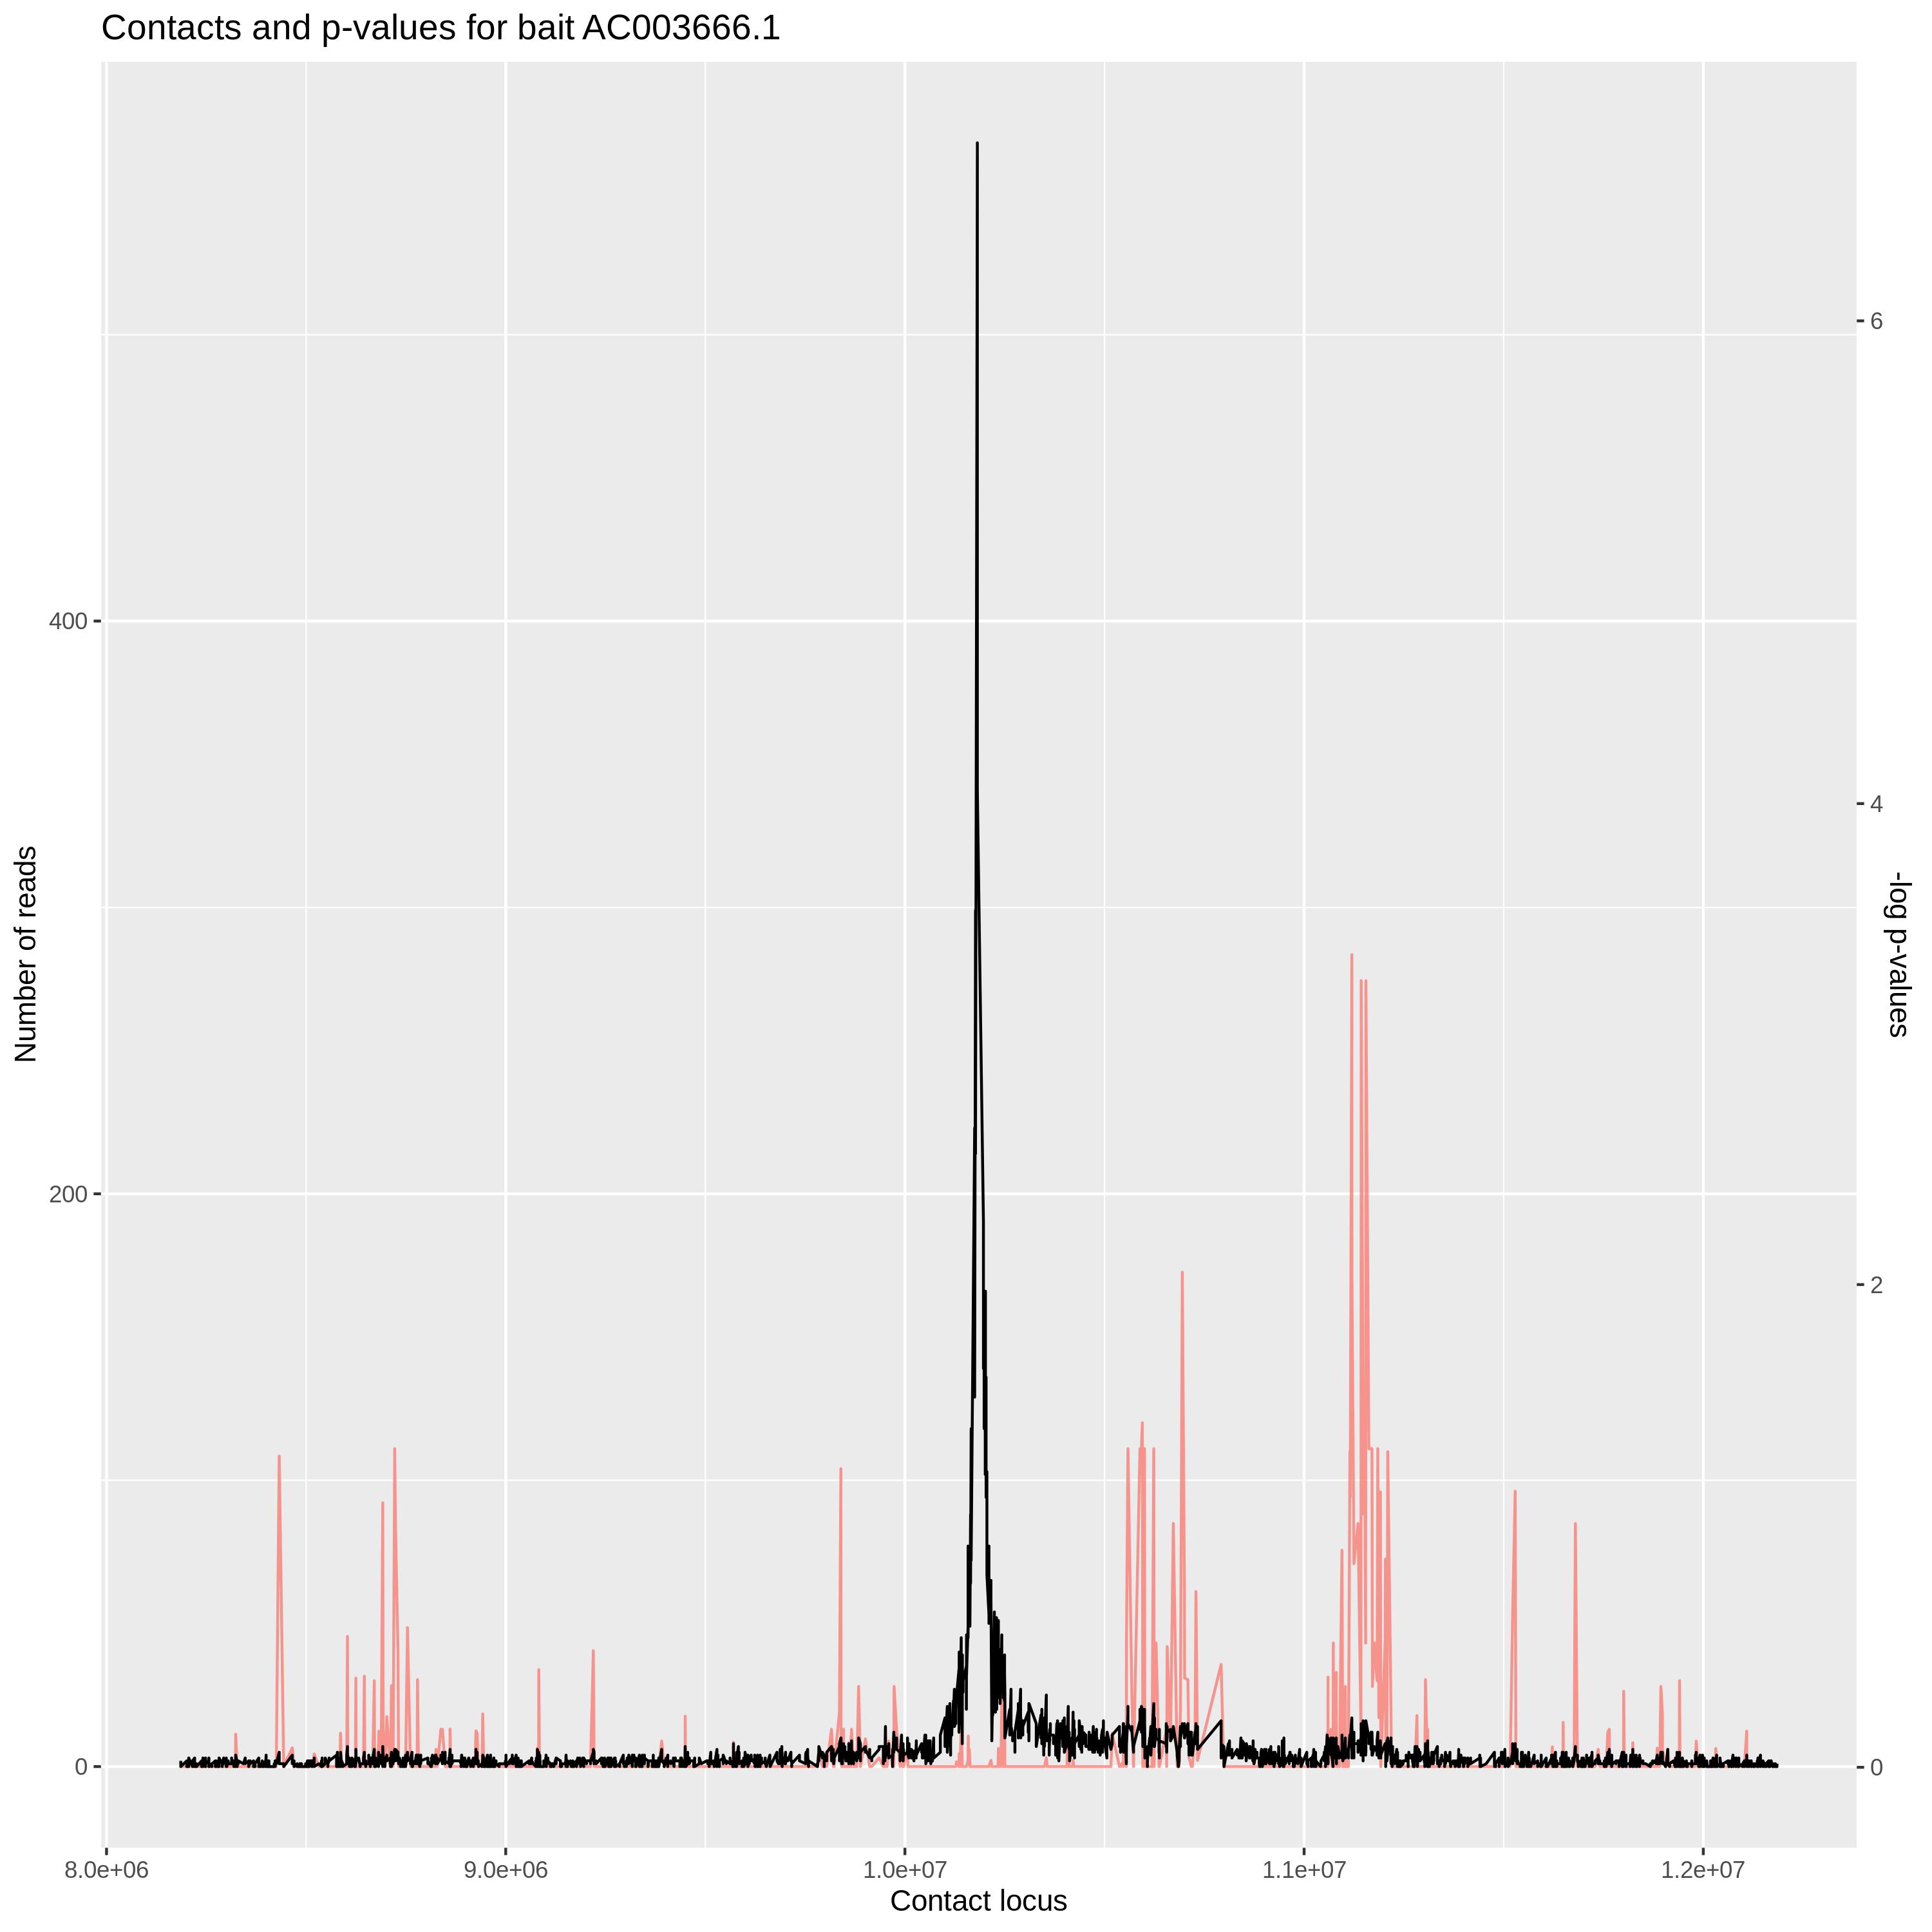 Contacts and p-values for bait AC003666.1
Number of reads
400
200
0
6
4
2
0
-log p-values
8.0e+06 9.0e+06 1.0e+07 1.1e+07 1.2e+07
Contact locus